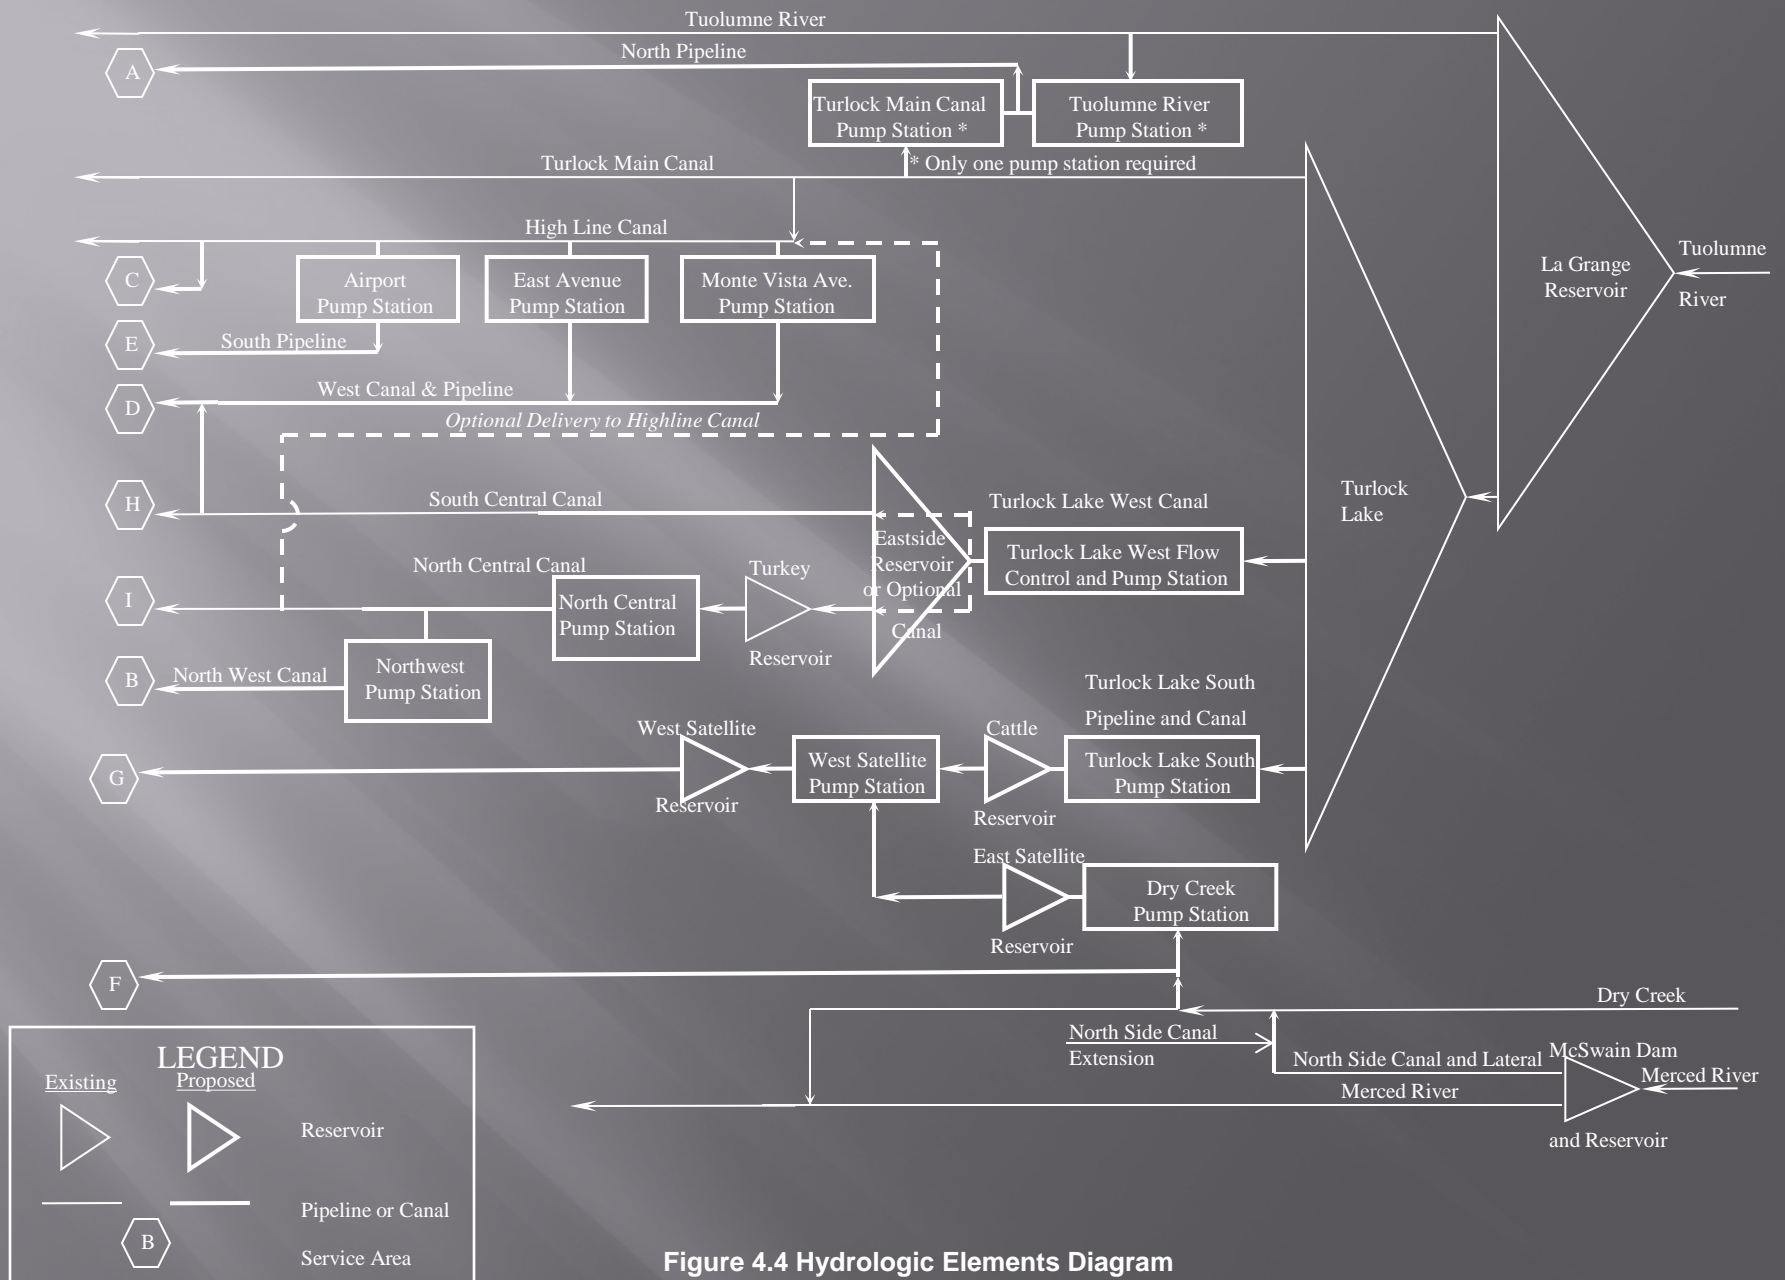 Tuolumne River
North Pipeline
A
Turlock Main Canal
Pump Station *
Tuolumne River
Pump Station *
Turlock Main Canal
* Only one pump station required
High Line Canal
Tuolumne
River
La Grange
Reservoir
C
Airport
Pump Station
East Avenue
Pump Station
Monte Vista Ave.
Pump Station
E
South Pipeline
D
West Canal & Pipeline
Optional Delivery to Highline Canal
H
South Central Canal
Turlock Lake West Canal
Turlock
Lake
Eastside
Reservoir
or Optional
Canal
Turlock Lake West Flow
Control and Pump Station
North Central Canal
Turkey
Reservoir
I
North Central
Pump Station
B
North West Canal
Northwest
Pump Station
Turlock Lake South
Pipeline and Canal
West Satellite
Reservoir
Cattle
Reservoir
G
West Satellite
Pump Station
Turlock Lake South
Pump Station
East Satellite
Reservoir
Dry Creek
Pump Station
F
Dry Creek
North Side Canal
Extension
North Side Canal and Lateral
McSwain Dam
and Reservoir
Merced River
Merced River
LEGEND
Existing
Proposed
Reservoir
Pipeline or Canal
B
Service Area
Figure 4.4 Hydrologic Elements Diagram